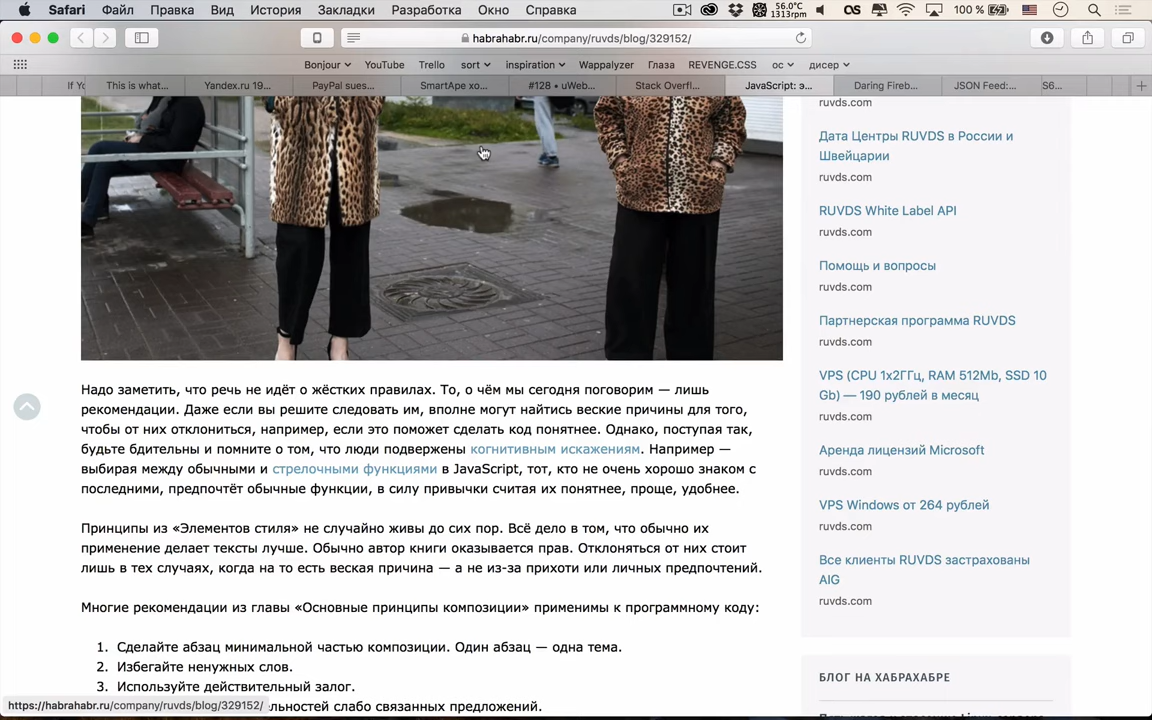 Safari Файл Правка Вид История Закладки Разработка Окно Справка 56.0°C 1313rpm 100 %
habrahabr.ru/company/ruvds/blog/329152/
Bonjour YouTube Trello sort inspiration Wappalyzer Глаза REVENGE.CSS ос дисер
If Yo This is what... Yandex.ru 19... PayPal sues... SmartApe хо... #128 • uWeb... Stack Overfl... JavaScript: э... Daring Fireb... JSON Feed:... S6...
Надо заметить, что речь не идёт о жёстких правилах. То, о чём мы сегодня поговорим — лишь
рекомендации. Даже если вы решите следовать им, вполне могут найтись веские причины для того,
чтобы от них отклониться, например, если это поможет сделать код понятнее. Однако, поступая так,
будьте бдительны и помните о том, что люди подвержены когнитивным искажениям. Например —
выбирая между обычными и стрелочными функциями в JavaScript, тот, кто не очень хорошо знаком с
последними, предпочтёт обычные функции, в силу привычки считая их понятнее, проще, удобнее.
Принципы из «Элементов стиля» не случайно живы до сих пор. Всё дело в том, что обычно их
применение делает тексты лучше. Обычно автор книги оказывается прав. Отклоняться от них стоит
лишь в тех случаях, когда на то есть веская причина — а не из-за прихоти или личных предпочтений.
Многие рекомендации из главы «Основные принципы композиции» применимы к программному коду:
1. Сделайте абзац минимальной частью композиции. Один абзац — одна тема.
2. Избегайте ненужных слов.
3. Используйте действительный залог.
ельностей слабо связанных предложений.
https://habrahabr.ru/company/ruvds/blog/329152/
ruvds.com
Дата Центры RUVDS в России и
Швейцарии
ruvds.com
RUVDS White Label API
ruvds.com
Помощь и вопросы
ruvds.com
Партнерская программа RUVDS
ruvds.com
VPS (CPU 1x2ГГц, RAM 512Mb, SSD 10
Gb) — 190 рублей в месяц
ruvds.com
Аренда лицензий Microsoft
ruvds.com
VPS Windows от 264 рублей
ruvds.com
Все клиенты RUVDS застрахованы
AIG
ruvds.com
БЛОГ НА ХАБРАХАБРЕ